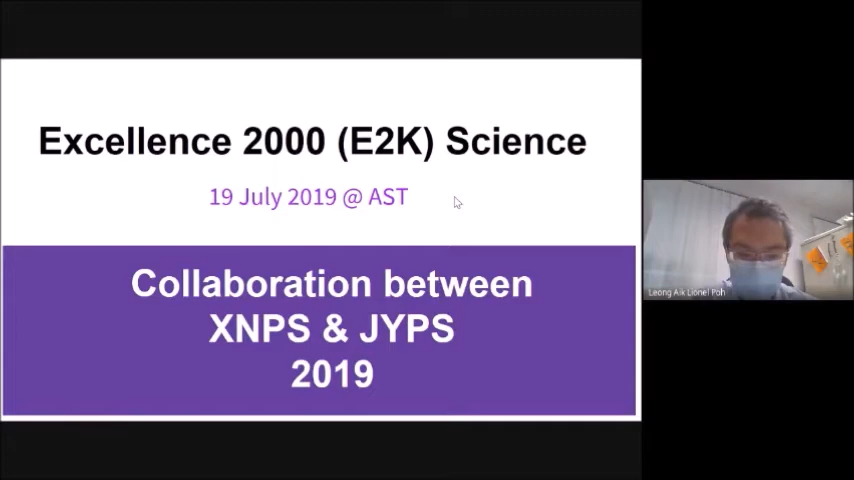 Excellence 2000 (E2K) Science
19 July 2019 @ AST
Collaboration between
XNPS & JYPS
2019
Leong Aik Lionel Poh